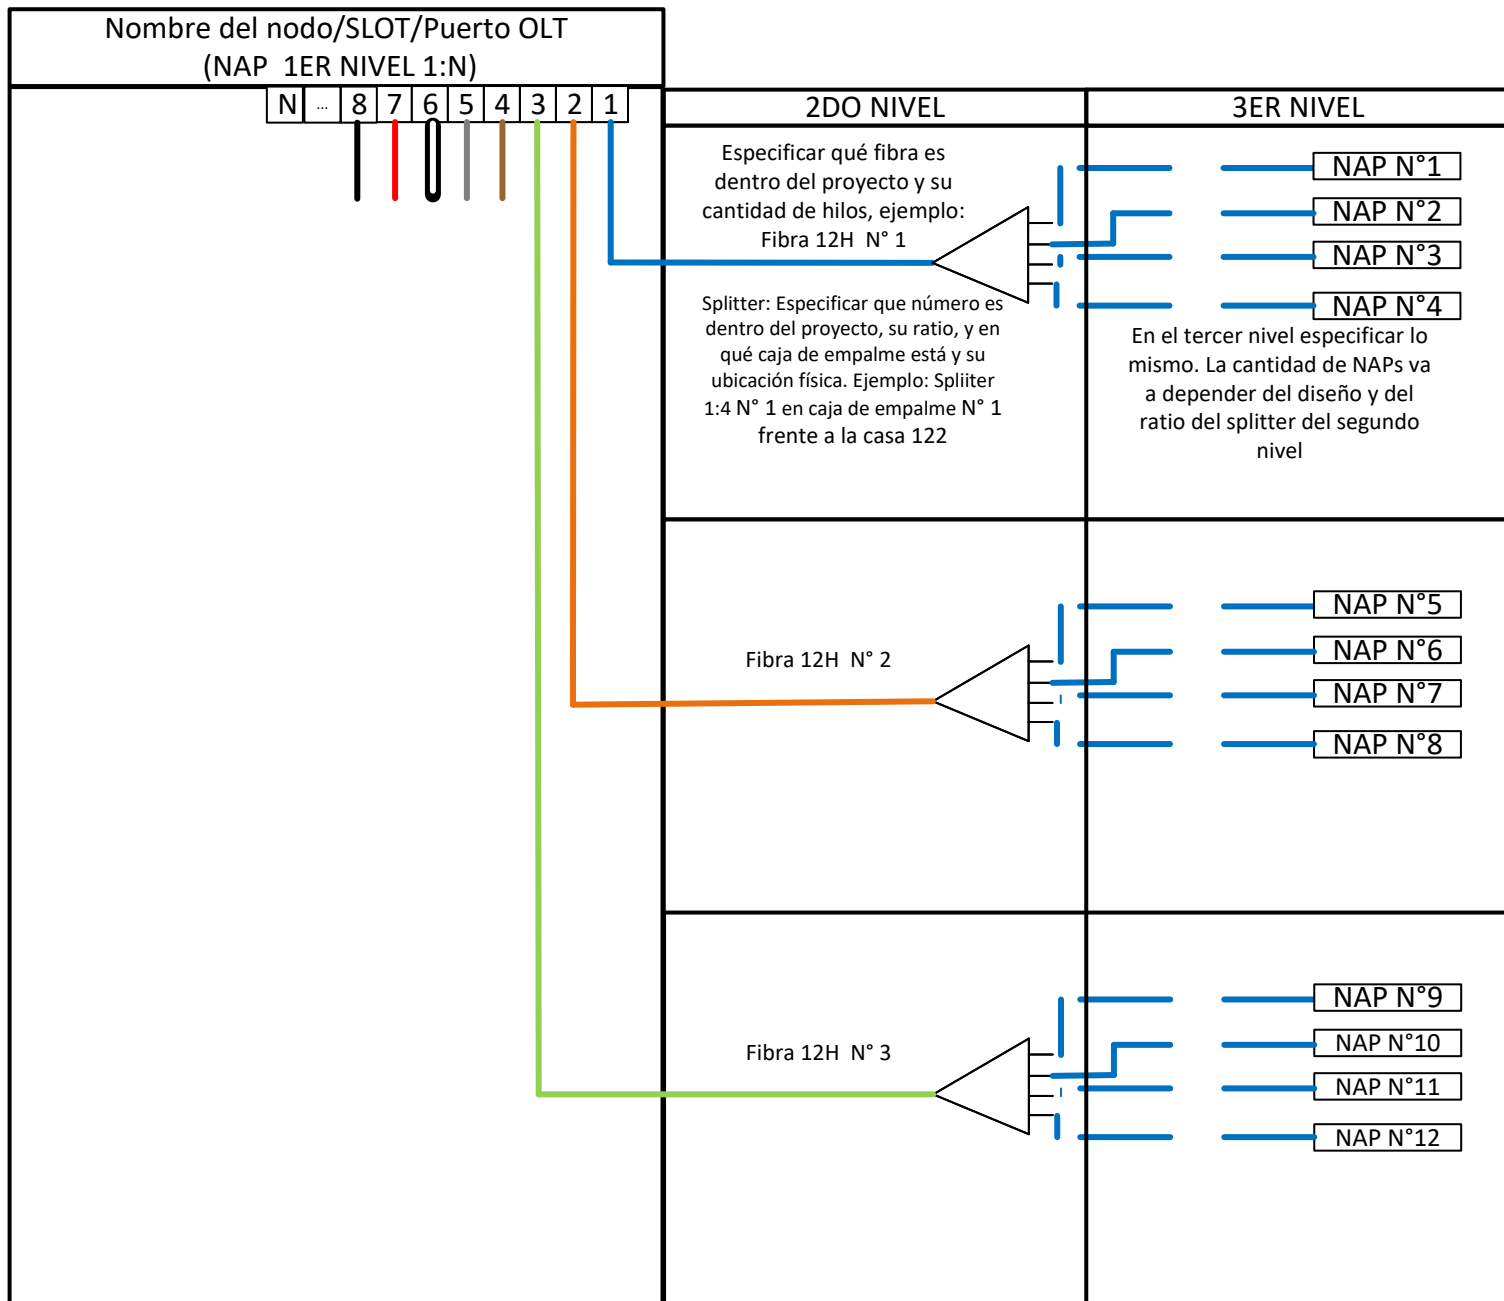 Nombre del nodo/SLOT/Puerto OLT
(NAP 1ER NIVEL 1:N)
N ... 8 7 6 5 4 3 2 1
2DO NIVEL
3ER NIVEL
Especificar qué fibra es
dentro del proyecto y su
cantidad de hilos, ejemplo:
Fibra 12H N° 1
Splitter: Especificar que número es
dentro del proyecto, su ratio, y en
qué caja de empalme está y su
ubicación física. Ejemplo: Spliiter
1:4 N° 1 en caja de empalme N° 1
frente a la casa 122
NAP N°1
NAP N°2
NAP N°3
NAP N°4
En el tercer nivel especificar lo
mismo. La cantidad de NAPs va
a depender del diseño y del
ratio del splitter del segundo
nivel
Fibra 12H N° 2
NAP N°5
NAP N°6
NAP N°7
NAP N°8
Fibra 12H N° 3
NAP N°9
NAP N°10
NAP N°11
NAP N°12